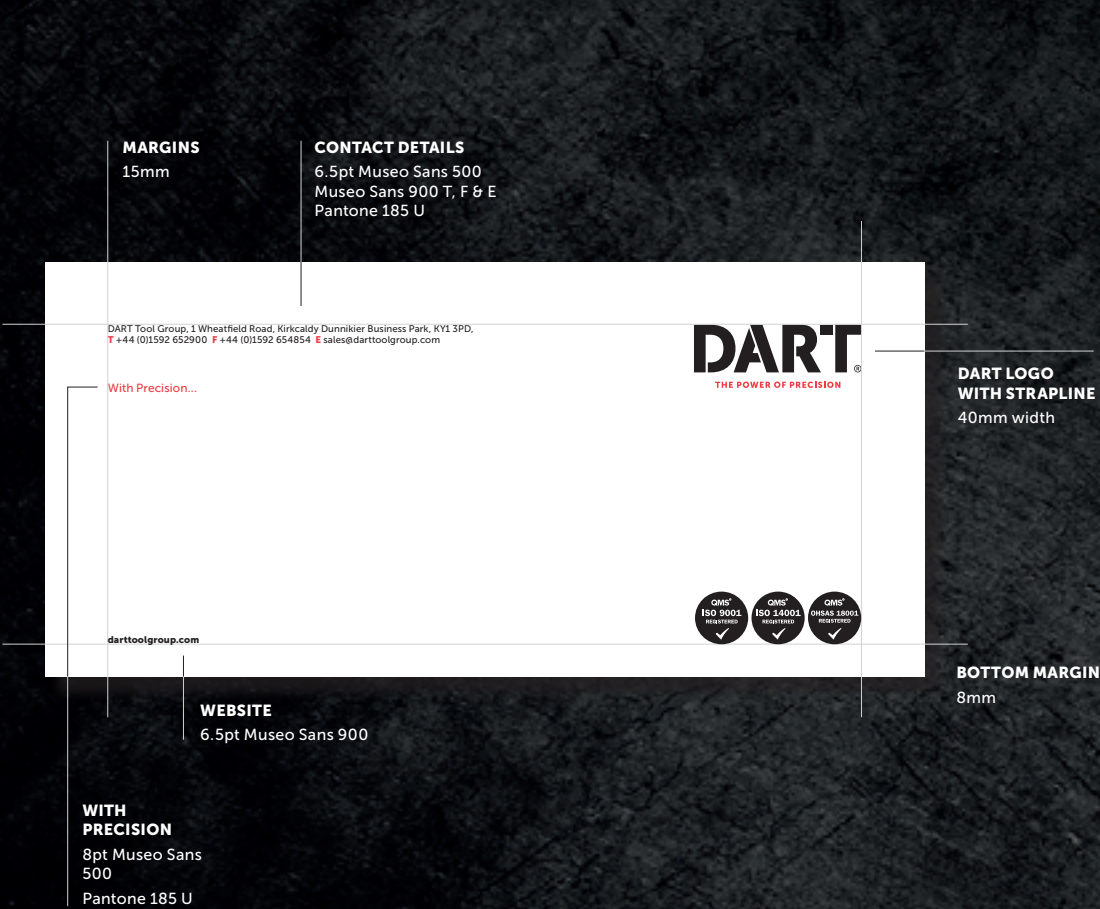 MARGINS
15mm
CONTACT DETAILS
6.5pt Museo Sans 500
Museo Sans 900 T, F & E
Pantone 185 U
DART Tool Group, 1 Wheatfield Road, Kirkcaldy Dunnikier Business Park, KY1 3PD,
T +44 (0)1592 652900 F +44 (0)1592 654854 E sales@darttoolgroup.com
With Precision...
DART®
THE POWER OF PRECISION
DART LOGO
WITH STRAPLINE
40mm width
darttoolgroup.com
QMS®
ISO 9001
REGISTERED
QMS®
ISO 14001
REGISTERED
QMS®
OHSAS 18001
REGISTERED
BOTTOM MARGIN
8mm
WEBSITE
6.5pt Museo Sans 900
WITH
PRECISION
8pt Museo Sans
500
Pantone 185 U